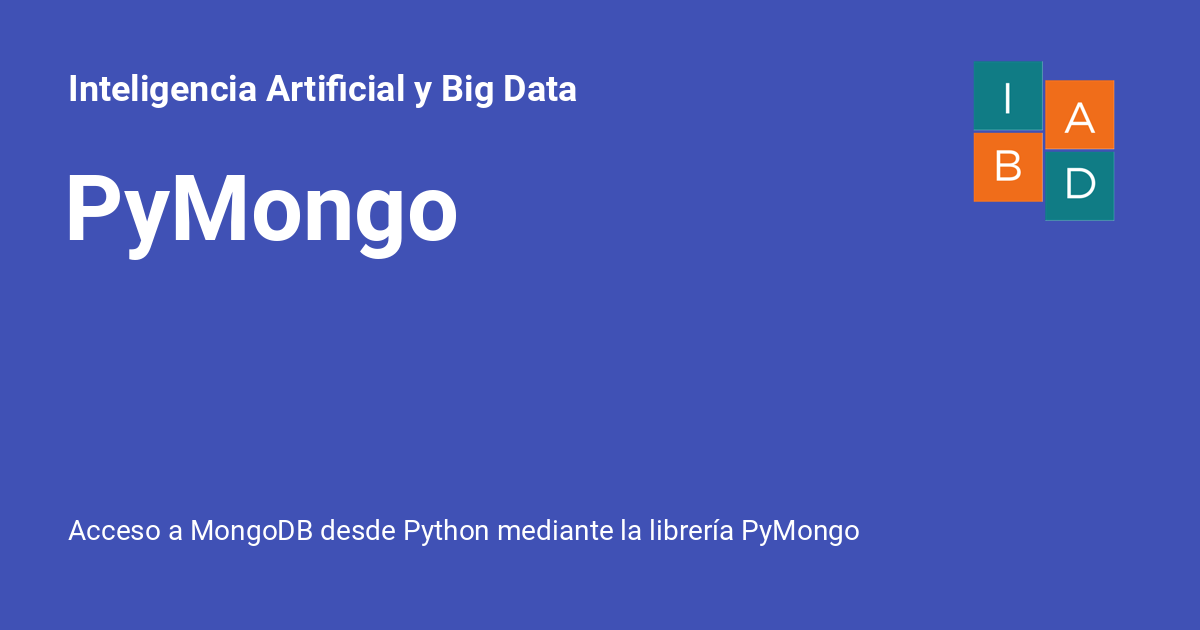 Inteligencia Artificial y Big Data
I A
B D
PyMongo
Acceso a MongoDB desde Python mediante la librería PyMongo